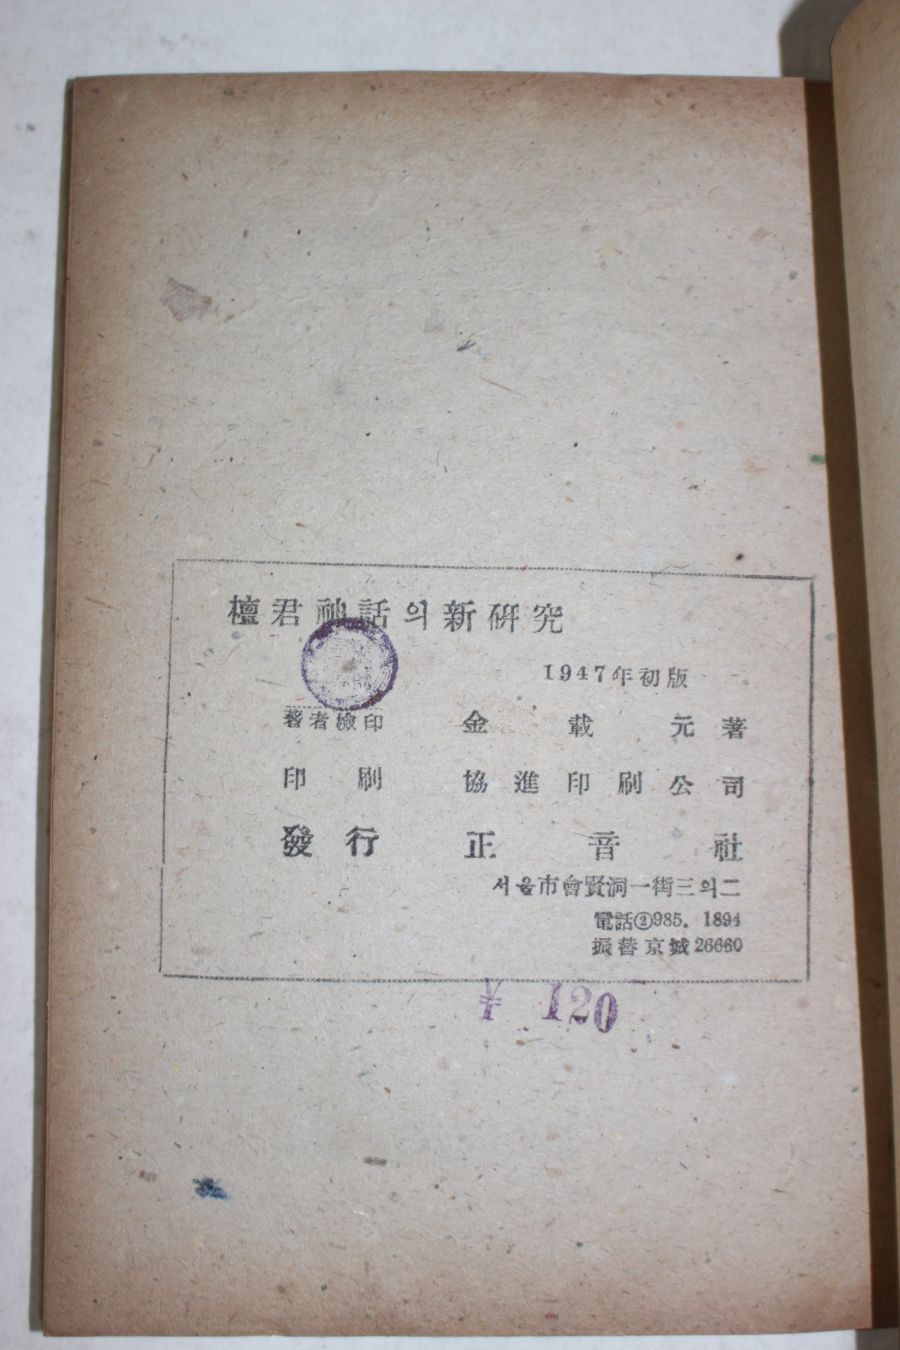 檀君神話의新硏究
1947年初版
著者檢印 金載元著
印刷 協進印刷公司
發行 正音社
서울市會賢洞一街三의二
電話②985. 1894
振替京城26660
¥ 120